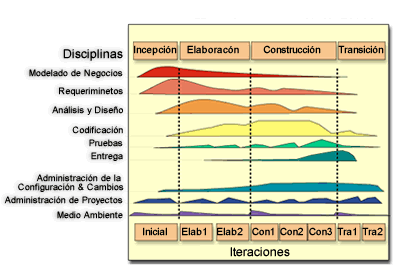 Disciplinas
Incepción Elaboracón Construcción Transición
Modelado de Negocios
Requeriminetos
Análisis y Diseño
Codificación
Pruebas
Entrega
Administración de la
Configuración & Cambios
Administración de Proyectos
Medio Ambiente
Inicial Elab1 Elab2 Con1 Con2 Con3 Tra1 Tra2
Iteraciones